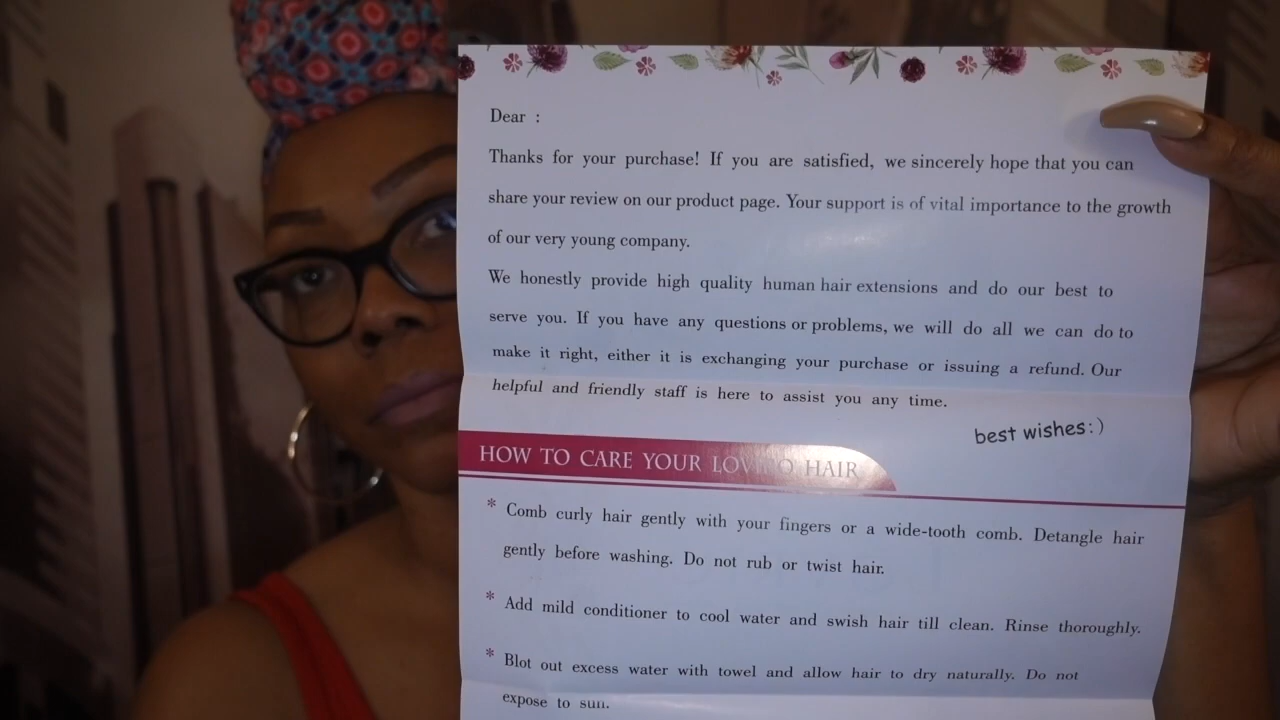 Dear :
Thanks for your purchase! If you are satisfied, we sincerely hope that you can
share your review on our product page. Your support is of vital importance to the growth
of our very young company.
We honestly provide high quality human hair extensions and do our best to
serve you. If you have any questions or problems, we will do all we can do to
make it right, either it is exchanging your purchase or issuing a refund. Our
helpful and friendly staff is here to assist you any time.
best wishes:)
HOW TO CARE YOUR HAIR
* Comb curly hair gently with your fingers or a wide-tooth comb. Detangle hair
gently before washing. Do not rub or twist hair.
* Add mild conditioner to cool water and swish hair till clean. Rinse thoroughly.
* Blot out excess water with towel and allow hair to dry naturally. Do not
expose to sun.